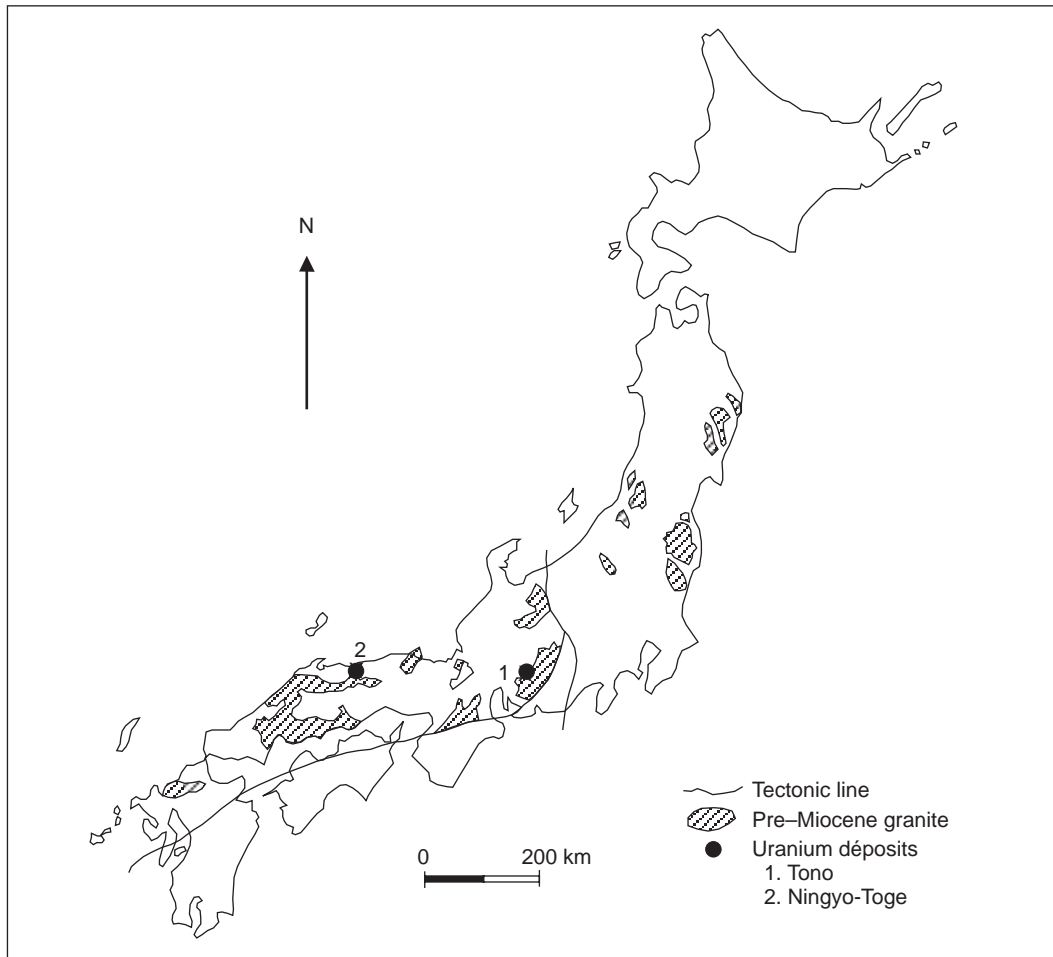 N
2
1
Tectonic line
Pre–Miocene granite
Uranium déposits
1. Tono
2. Ningyo-Toge
0 200 km